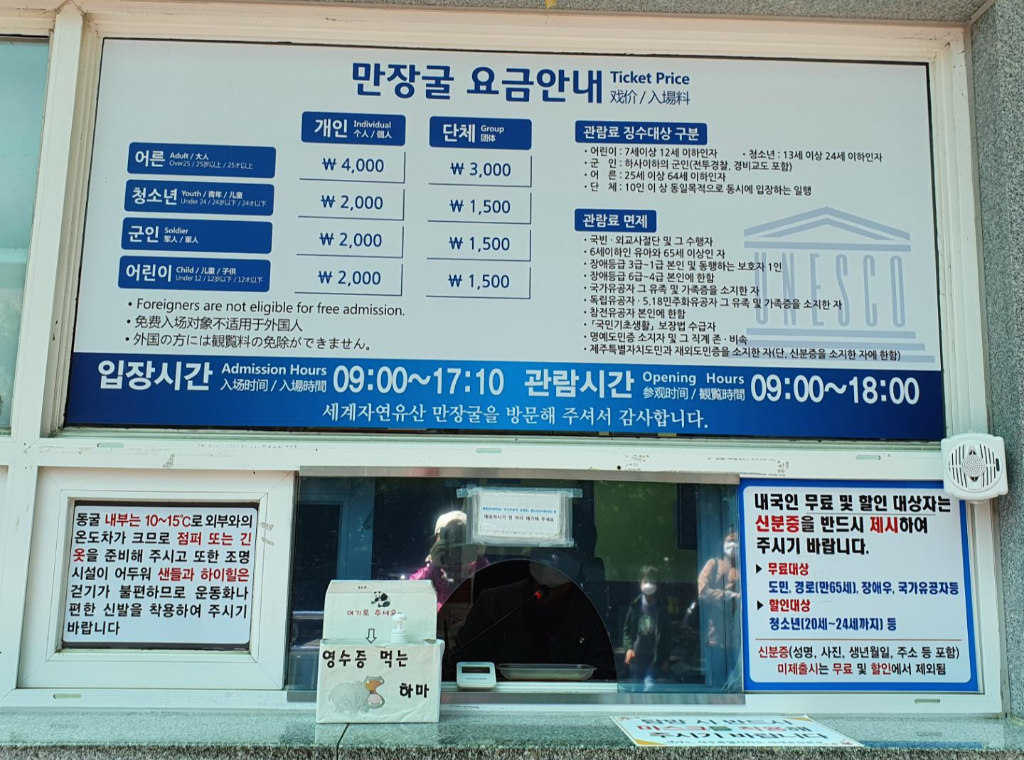 만장굴 요금안내 Ticket Price
戏价 / 入場料
개인 Individual 个人 / 個人
단체 Group 团体
어른 Adult / 大人 Over25 / 25岁以上 / 25才以上
₩ 4,000 ₩ 3,000
청소년 Youth / 青年 / 儿童 Under 24 / 24岁以下 / 24才以下
₩ 2,000 ₩ 1,500
군인 Soldier 军人 / 軍人
₩ 2,000 ₩ 1,500
어린이 Child / 儿童 / 子供 Under 12 / 12岁以下 / 12才以下
₩ 2,000 ₩ 1,500
• Foreigners are not eligible for free admission.
• 免费入场对象不适用于外国人
• 外国の方には観覧料の免除ができません。
관람료 징수대상 구분
· 어린이 : 7세이상 12세 이하인자 · 청소년 : 13세 이상 24세 이하인자
· 군 인 : 하사이하의 군인(전투경찰, 경비교도 포함)
· 어 른 : 25세 이상 64세 이하인자
· 단 체 : 10인 이 상 동일목적으로 동시에 입장하는 일행
관람료 면제
· 국빈 · 외교사절단 및 그 수행자
· 6세이하인 유아와 65세 이상인 자
· 장애등급 3급~1급 본인 및 동행하는 보호자 1인
· 장애등급 6급~4급 본인에 한함
· 국가유공자 그 유족 및 가족증을 소지한 자
· 독립유공자 · 5.18민주화유공자 그 유족 및 가족증을 소지한 자
· 참전유공자 본인에 한함
· 「국민기초생활」 보장법 수급자
· 명예도민증 소지자 및 그 직계 존 · 비속
· 제주특별자치도민과 재외도민증을 소지한 자(단, 신분증을 소지한 자에 한함)
UNESCO
입장시간 Admission Hours 入场时间 / 入場時間 09:00~17:10 관람시간 Opening Hours 参观时间 / 観覧時間 09:00~18:00
세계자연유산 만장굴을 방문해 주셔서 감사합니다.
동굴 내부는 10~15℃로 외부와의
온도차가 크므로 점퍼 또는 긴
옷을 준비해 주시고 또한 조명
시설이 어두워 샌들과 하이힐은
걷기가 불편하므로 운동화나
편한 신발을 착용하여 주시기
바랍니다
여기로 주세요~
영수증 먹는
하마
내국인 무료 및 할인 대상자는
신분증을 반드시 제시하여
주시기 바랍니다.
▶ 무료대상
도민, 경로(만65세), 장애우, 국가유공자등
▶ 할인대상
청소년(20세~24세까지) 등
신분증(성명, 사진, 생년월일, 주소 등 포함)
미제출시는 무료 및 할인에서 제외됨
주시기 바랍니다